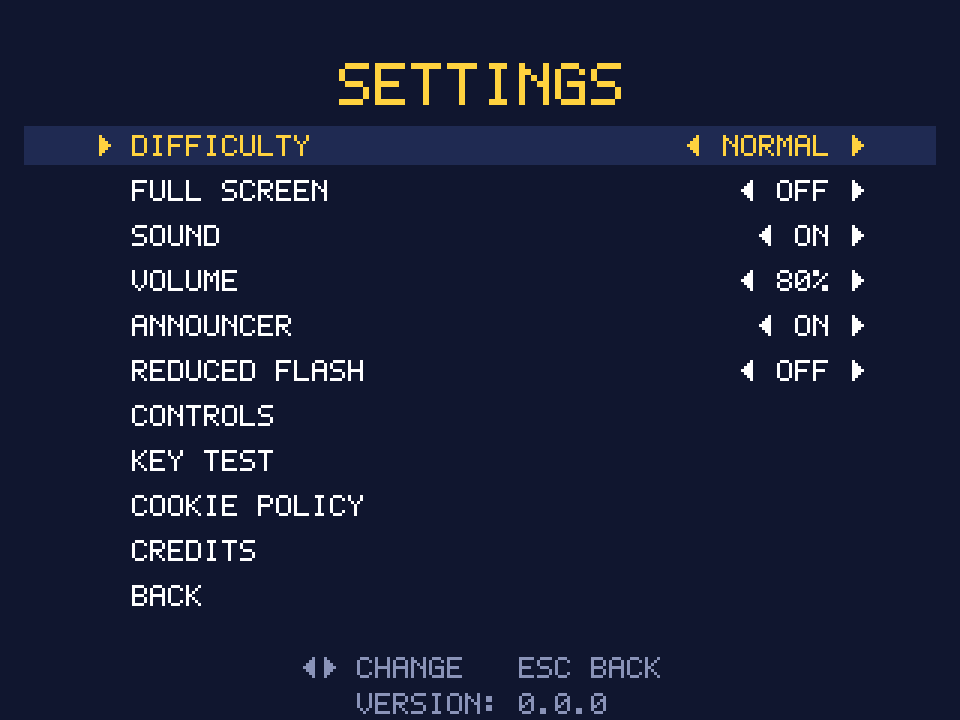 SETTINGS
DIFFICULTY NORMAL
FULL SCREEN OFF
SOUND ON
VOLUME 80%
ANNOUNCER ON
REDUCED FLASH OFF
CONTROLS
KEY TEST
COOKIE POLICY
CREDITS
BACK
CHANGE ESC BACK
VERSION: 0.0.0